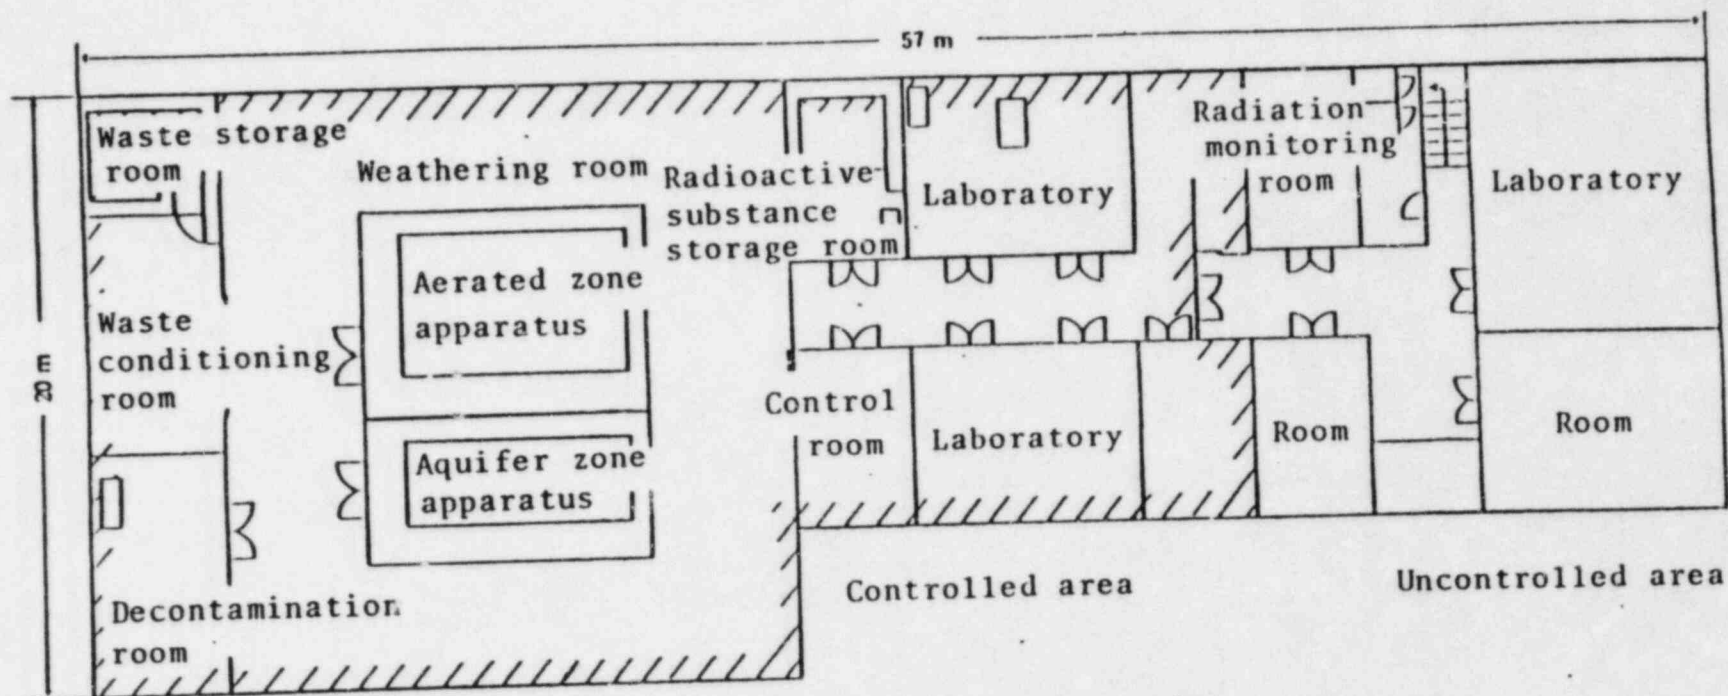 57 m
20 m
Waste storage
room
Weathering room
Radioactive
substance
storage room
Laboratory
Radiation
monitoring
room
Laboratory
Aerated zone
apparatus
Waste
conditioning
room
Control
room
Laboratory
Room
Room
Aquifer zone
apparatus
Controlled area
Uncontrolled area
Decontamination
room